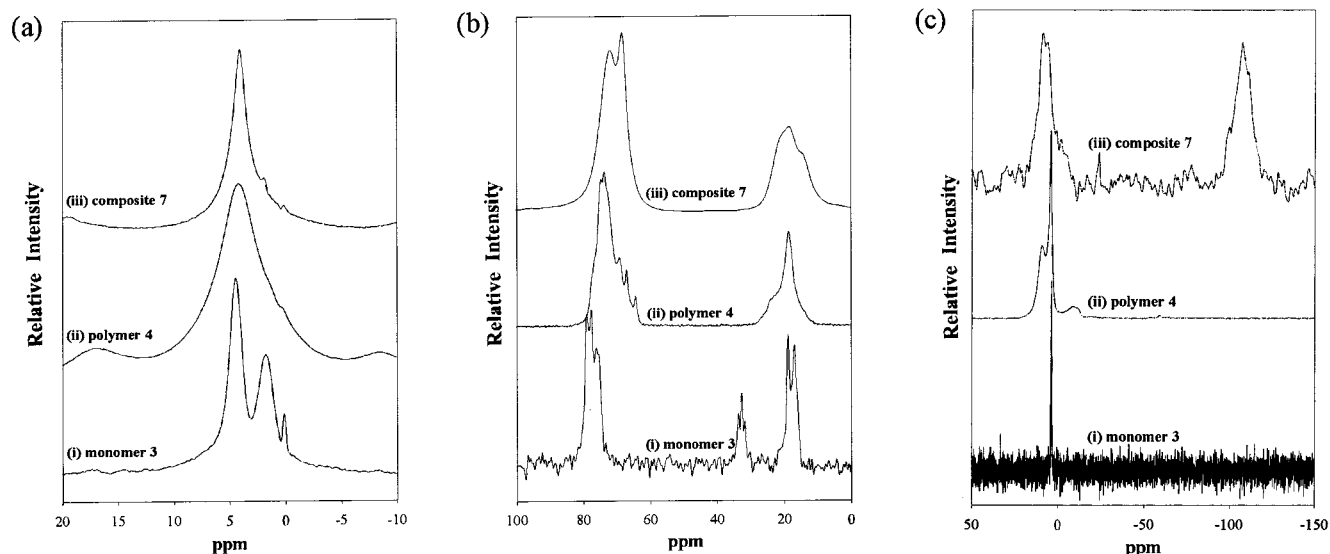 (a)
Relative Intensity
(iii) composite 7
(ii) polymer 4
(i) monomer 3
20 15 10 5 0 -5 -10
ppm
(b)
Relative Intensity
(iii) composite 7
(ii) polymer 4
(i) monomer 3
100 80 60 40 20 0
ppm
(c)
Relative Intensity
(iii) composite 7
(ii) polymer 4
(i) monomer 3
50 0 -50 -100 -150
ppm